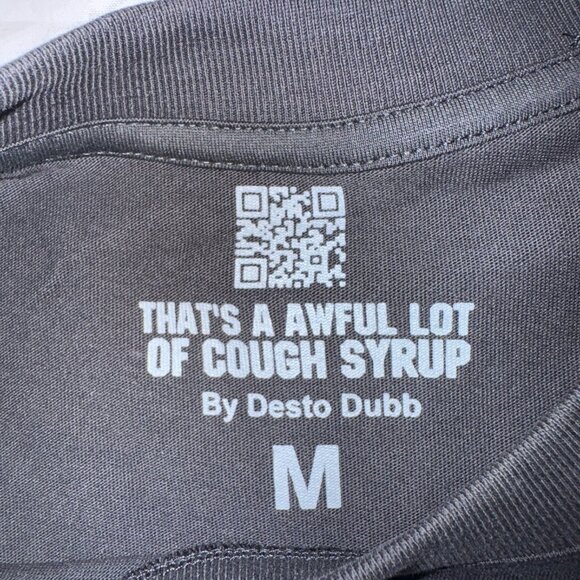 THAT'S A AWFUL LOT
OF COUGH SYRUP
By Desto Dubb
M